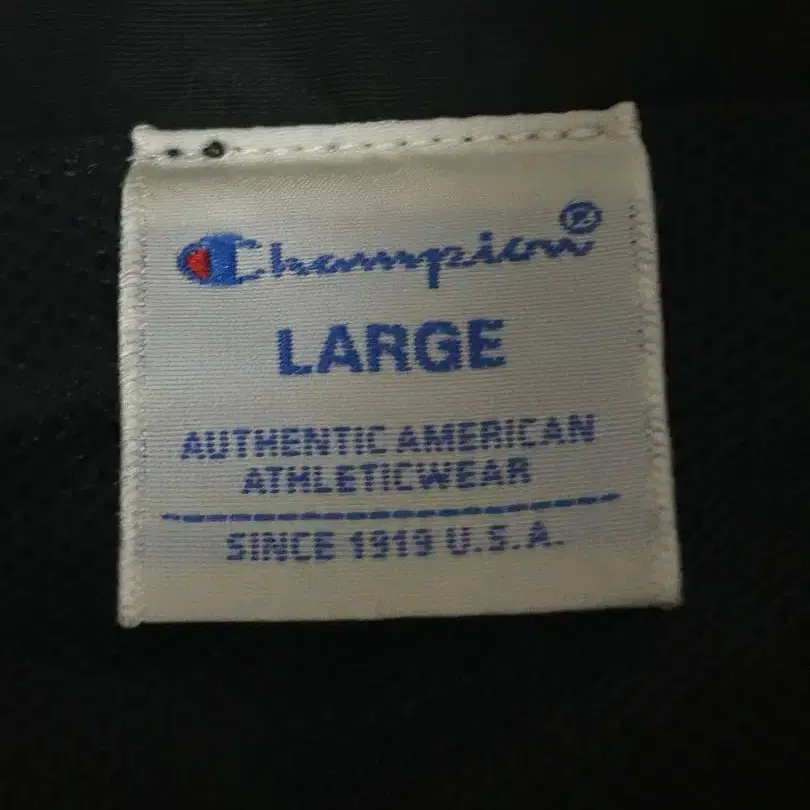 Champion®
LARGE
AUTHENTIC AMERICAN
ATHLETICWEAR
SINCE 1919 U.S.A.